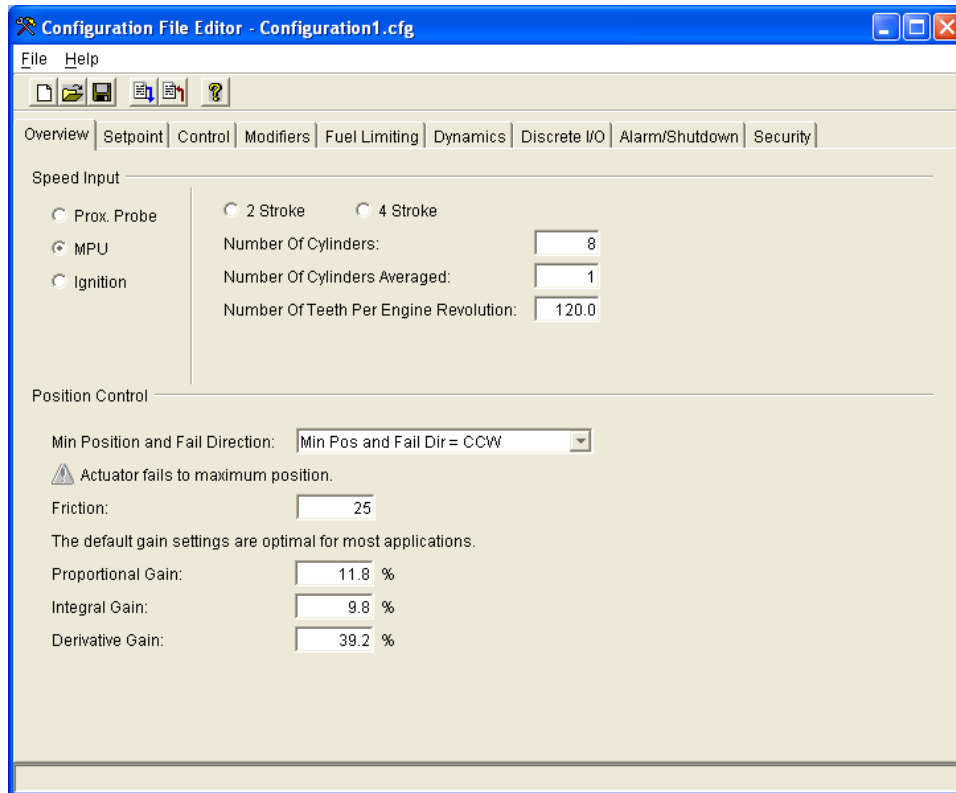 Configuration File Editor - Configuration1.cfg
File Help
Overview Setpoint Control Modifiers Fuel Limiting Dynamics Discrete I/O Alarm/Shutdown Security
Speed Input
Prox. Probe
MPU
Ignition
2 Stroke 4 Stroke
Number Of Cylinders: 8
Number Of Cylinders Averaged: 1
Number Of Teeth Per Engine Revolution: 120.0
Position Control
Min Position and Fail Direction: Min Pos and Fail Dir = CCW
Actuator fails to maximum position.
Friction: 25
The default gain settings are optimal for most applications.
Proportional Gain: 11.8 %
Integral Gain: 9.8 %
Derivative Gain: 39.2 %